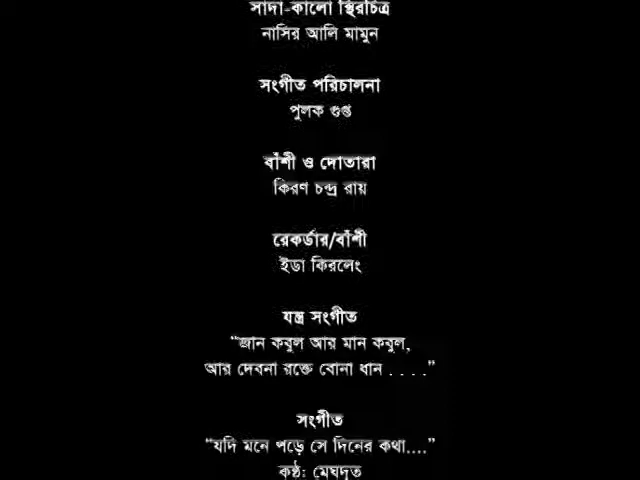 সাদা-কালো স্থিরচিত্র
নাসির আলি মামুন
সংগীত পরিচালনা
পুলক গুপ্ত
বাঁশী ও দোতারা
কিরণ চন্দ্র রায়
রেকর্ডার/বাঁশী
ইডা কিরলেং
যন্ত্র সংগীত
“জান কবুল আর মান কবুল,
আর দেবনা রক্তে বোনা ধান . . . .”
সংগীত
“যদি মনে পড়ে সে দিনের কথা....”
কণ্ঠ: মেঘদূত